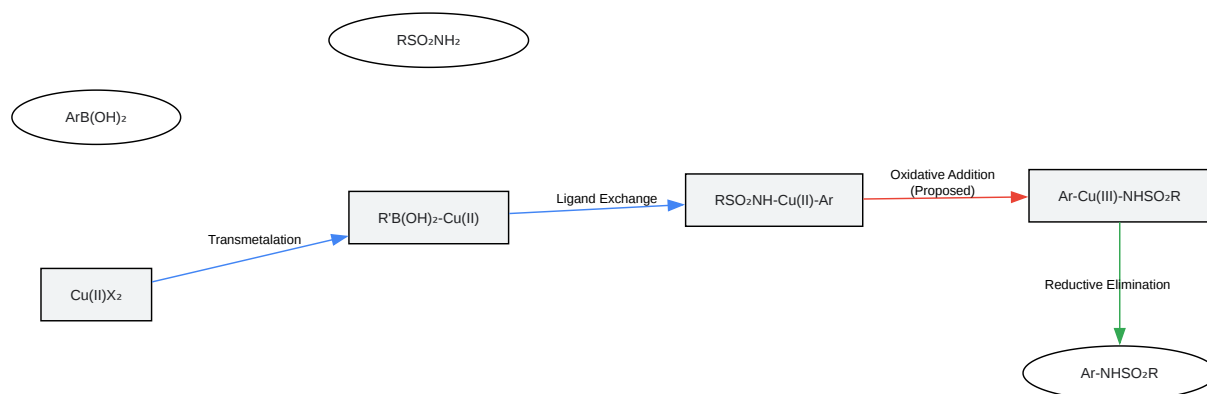 RSO₂NH₂
ArB(OH)₂
Oxidative Addition
(Proposed)
Ligand Exchange
RSO₂NH-Cu(II)-Ar
Ar-Cu(III)-NHSO₂R
R'B(OH)₂-Cu(II)
Transmetalation
Cu(II)X₂
Reductive Elimination
Ar-NHSO₂R